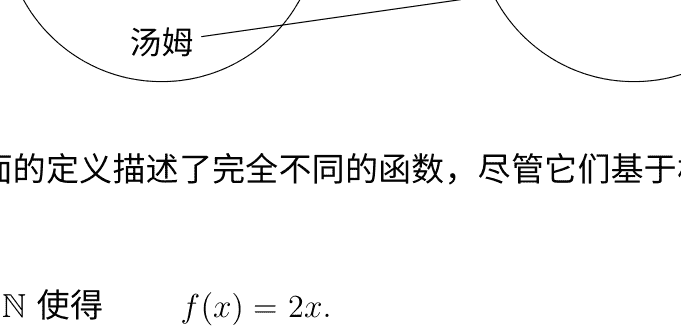 汤姆
面的定义描述了完全不同的函数，尽管它们基于
ℕ 使得 f(x) = 2x.